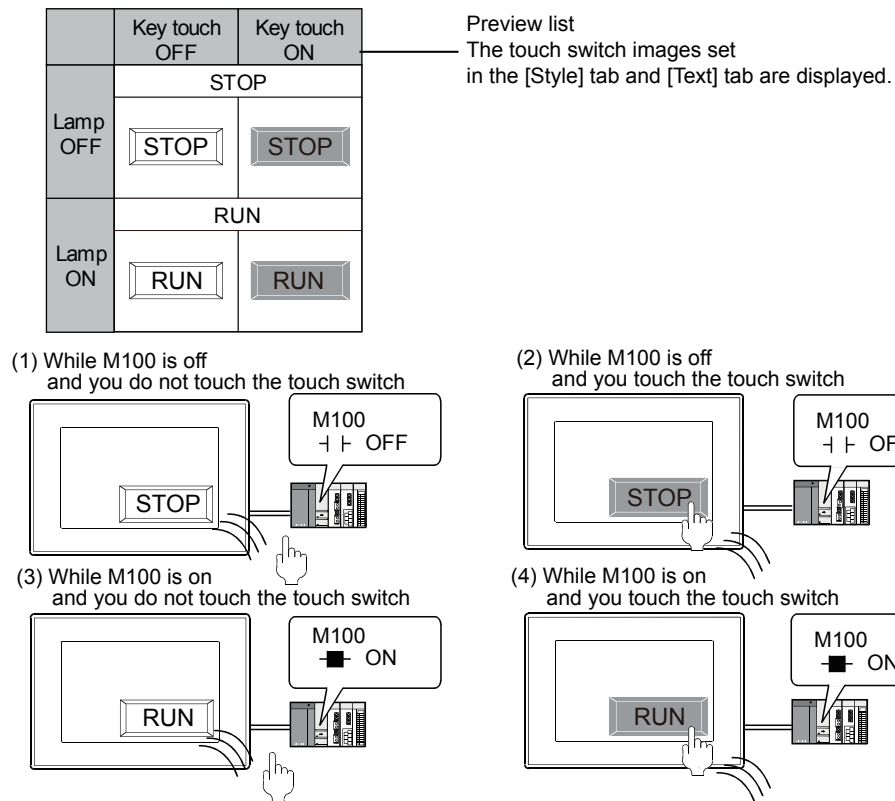 Key touch OFF
Key touch ON
Preview list
The touch switch images set
in the [Style] tab and [Text] tab are displayed.
STOP
Lamp OFF
STOP
STOP
RUN
Lamp ON
RUN
RUN
(1) While M100 is off
and you do not touch the touch switch
M100
OFF
STOP
(2) While M100 is off
and you touch the touch switch
M100
OF
STOP
(3) While M100 is on
and you do not touch the touch switch
M100
ON
RUN
(4) While M100 is on
and you touch the touch switch
M100
ON
RUN